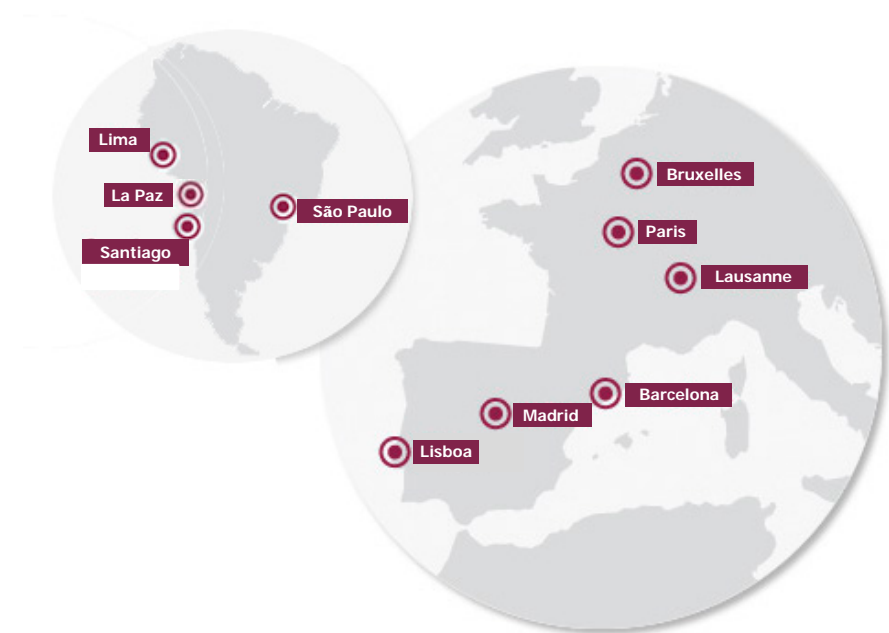 Lima
La Paz
Santiago
São Paulo
Bruxelles
Paris
Lausanne
Barcelona
Madrid
Lisboa